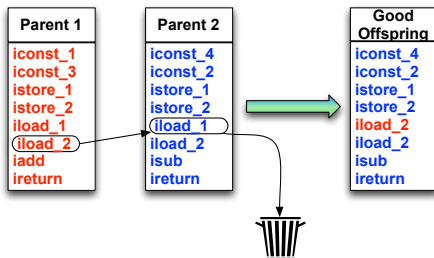 Parent 1
iconst_1
iconst_3
istore_1
istore_2
iload_1
iload_2
iadd
ireturn
Parent 2
iconst_4
iconst_2
istore_1
istore_2
iload_1
iload_2
isub
ireturn
Good
Offspring
iconst_4
iconst_2
istore_1
istore_2
iload_2
iload_2
isub
ireturn